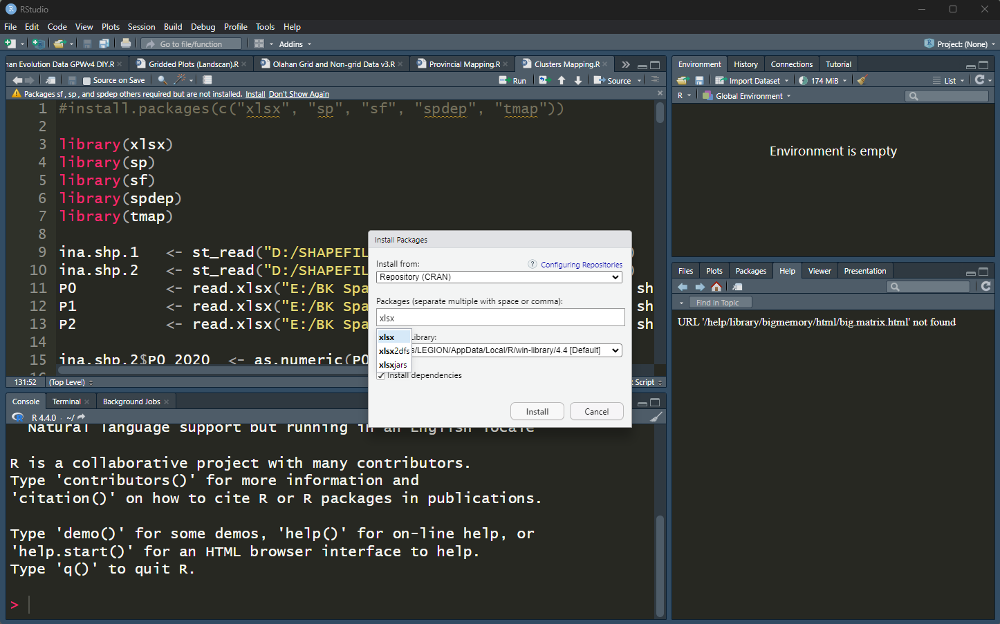 RStudio
File Edit Code View Plots Session Build Debug Profile Tools Help
Go to file/function Addins Project: (None)
han Evolution Data GPWv4 DIY.R Gridded Plots (Landscan).R Olahan Grid and Non-grid Data v3.R Provincial Mapping.R Clusters Mapping.R
Source on Save Run Source
Packages sf , sp , and spdep others required but are not installed. Install Don't Show Again
1 #install.packages(c("xlsx", "sp", "sf", "spdep", "tmap"))
2
3 library(xlsx)
4 library(sp)
5 library(sf)
6 library(spdep)
7 library(tmap)
8
9 ina.shp.1 <- st_read("D:/SHAPEFIL )
10 ina.shp.2 <- st_read("D:/SHAPEFIL )
11 P0 <- read.xlsx("E:/BK Spa sh
12 P1 <- read.xlsx("E:/BK Spa sh
13 P2 <- read.xlsx("E:/BK Spa sh
14
15 ina.shp.2$P0_2020 <- as.numeric(P0
16
131:52 (Top Level) R Script
Install Packages
Install from: ? Configuring Repositories
Repository (CRAN)
Packages (separate multiple with space or comma):
xlsx
xlsx
xlsx2dfs
xlsxjars
Library:
s/LEGION/AppData/Local/R/win-library/4.4 [Default]
Install dependencies
Install Cancel
Console Terminal Background Jobs
R 4.4.0 · ~/
Natural language support but running in an English locale
R is a collaborative project with many contributors.
Type 'contributors()' for more information and
'citation()' on how to cite R or R packages in publications.
Type 'demo()' for some demos, 'help()' for on-line help, or
'help.start()' for an HTML browser interface to help.
Type 'q()' to quit R.
>
Environment History Connections Tutorial
Import Dataset 174 MiB List
R Global Environment
Environment is empty
Files Plots Packages Help Viewer Presentation
Find in Topic
URL '/help/library/bigmemory/html/big.matrix.html' not found